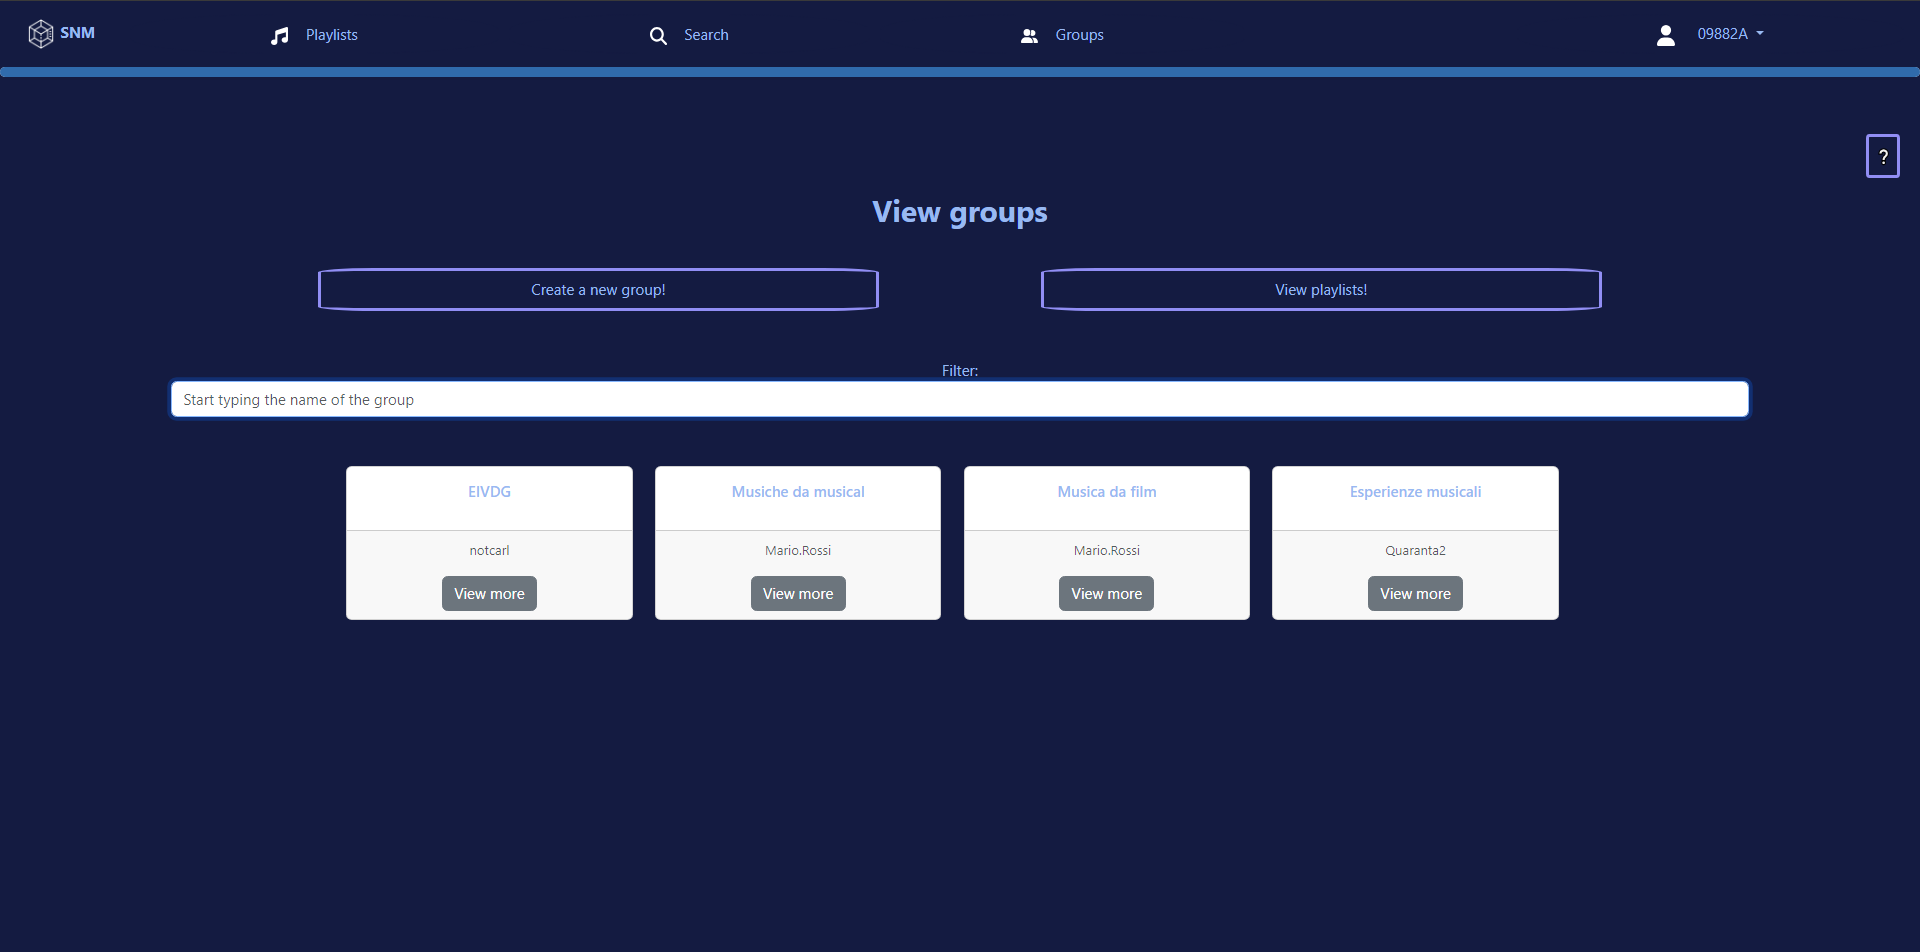 SNM
Playlists
Search
Groups
09882A
?
View groups
Create a new group!
View playlists!
Filter:
Start typing the name of the group
EIVDG
Musiche da musical
Musica da film
Esperienze musicali
notcarl
Mario.Rossi
Mario.Rossi
Quaranta2
View more
View more
View more
View more